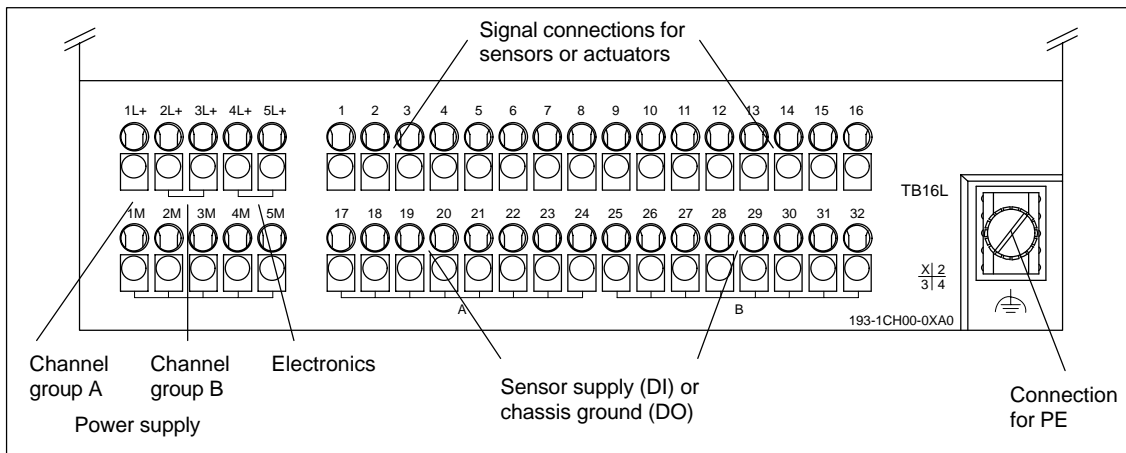 Signal connections for
sensors or actuators
1L+ 2L+ 3L+ 4L+ 5L+ 1 2 3 4 5 6 7 8 9 10 11 12 13 14 15 16
TB16L
1M 2M 3M 4M 5M 17 18 19 20 21 22 23 24 25 26 27 28 29 30 31 32
X 2
3 4
A B
193-1CH00-0XA0
Channel
group A
Channel
group B
Electronics
Power supply
Sensor supply (DI) or
chassis ground (DO)
Connection
for PE